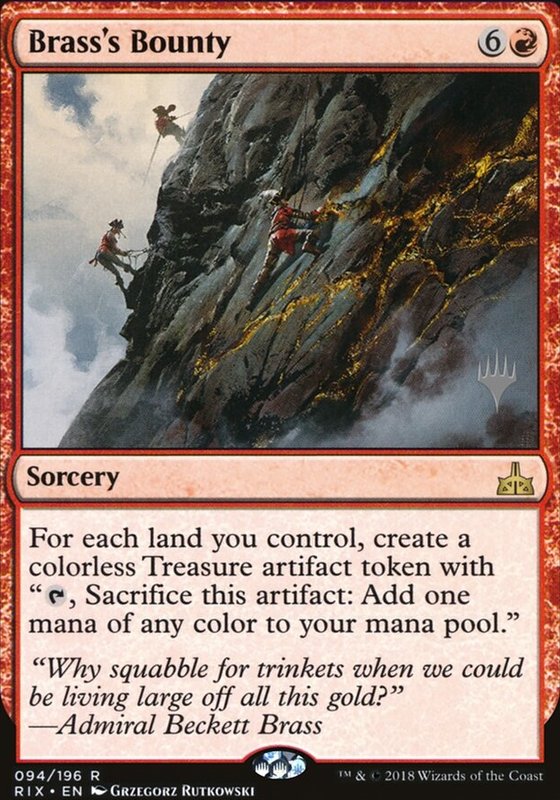 Brass's Bounty 6
Sorcery
For each land you control, create a
colorless Treasure artifact token with
“, Sacrifice this artifact: Add one
mana of any color to your mana pool.”
“Why squabble for trinkets when we could
be living large off all this gold?”
—Admiral Beckett Brass
094/196 R
RIX • EN Grzegorz Rutkowski
™ & © 2018 Wizards of the Coast